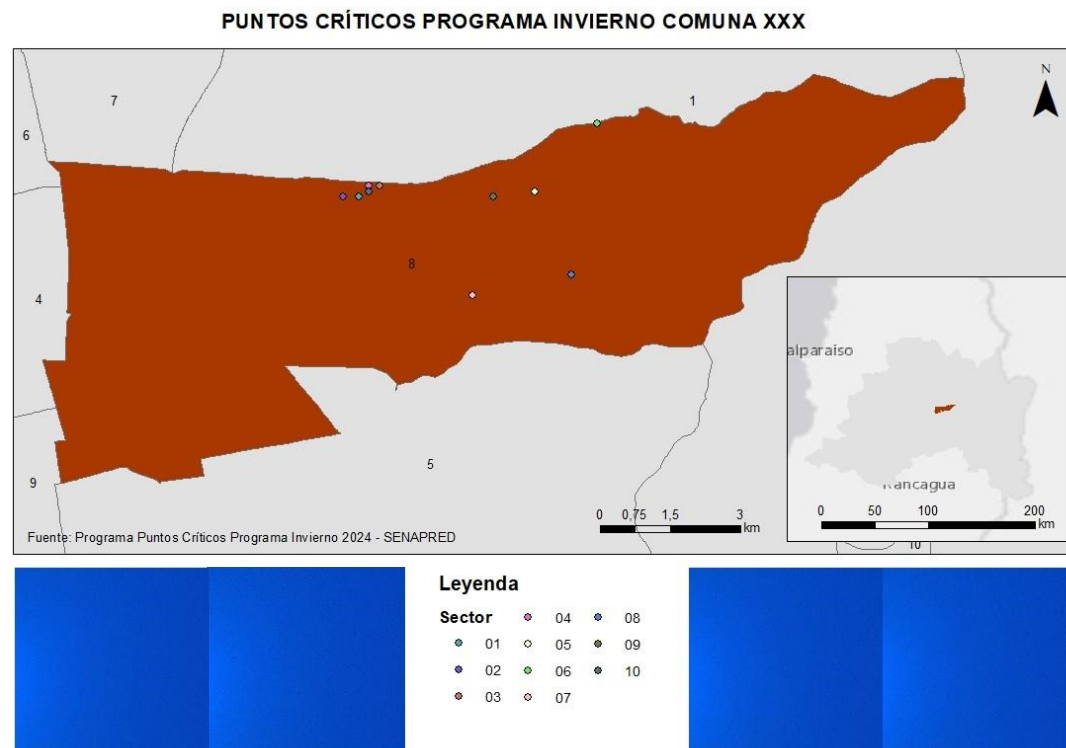 PUNTOS CRÍTICOS PROGRAMA INVIERNO COMUNA XXX
N
7
1
6
8
4
5
9
10
alparaíso
Rancagua
0 50 100 200
km
0 0,75 1,5 3
km
Fuente: Programa Puntos Críticos Programa Invierno 2024 - SENAPRED
Leyenda
Sector
01
02
03
04
05
06
07
08
09
10